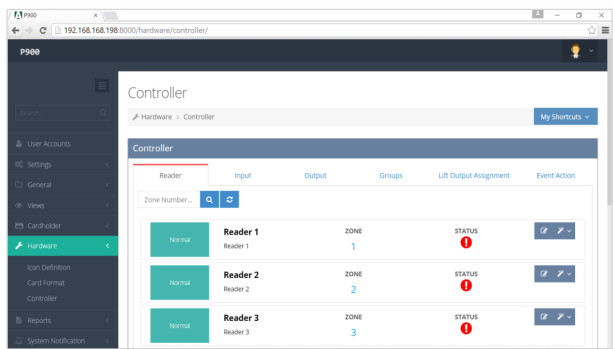 P900
192.168.168.198:8000/hardware/controller/
P900
Search...
Controller
Hardware > Controller
My Shortcuts
User Accounts
Settings
General
Views
Cardholder
Hardware
Icon Definition
Card Format
Controller
Reports
System Notification
Controller
Reader Input Output Groups Lift Output Assignment Event Action
Zone Number...
Normal
Reader 1
Reader 1
ZONE
1
STATUS
Normal
Reader 2
Reader 2
ZONE
2
STATUS
Normal
Reader 3
Reader 3
ZONE
3
STATUS